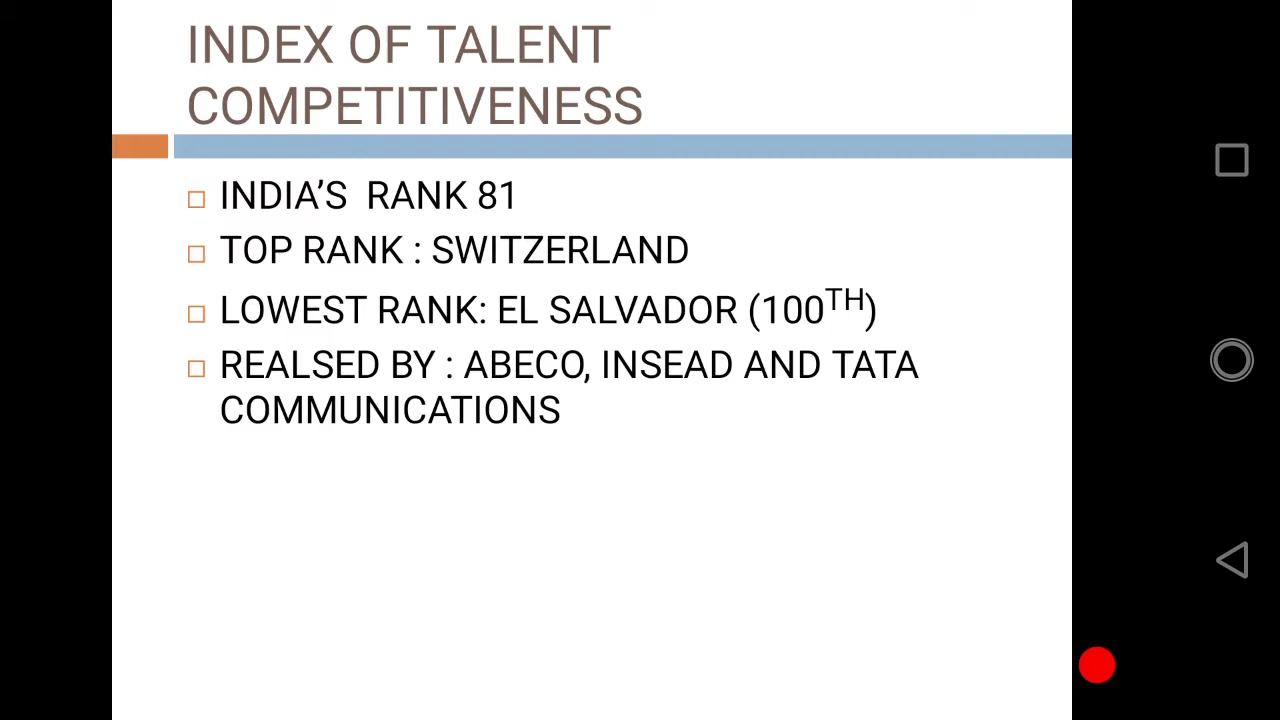 INDEX OF TALENT
COMPETITIVENESS
INDIA'S RANK 81
TOP RANK : SWITZERLAND
LOWEST RANK: EL SALVADOR (100TH)
REALSED BY : ABECO, INSEAD AND TATA
COMMUNICATIONS